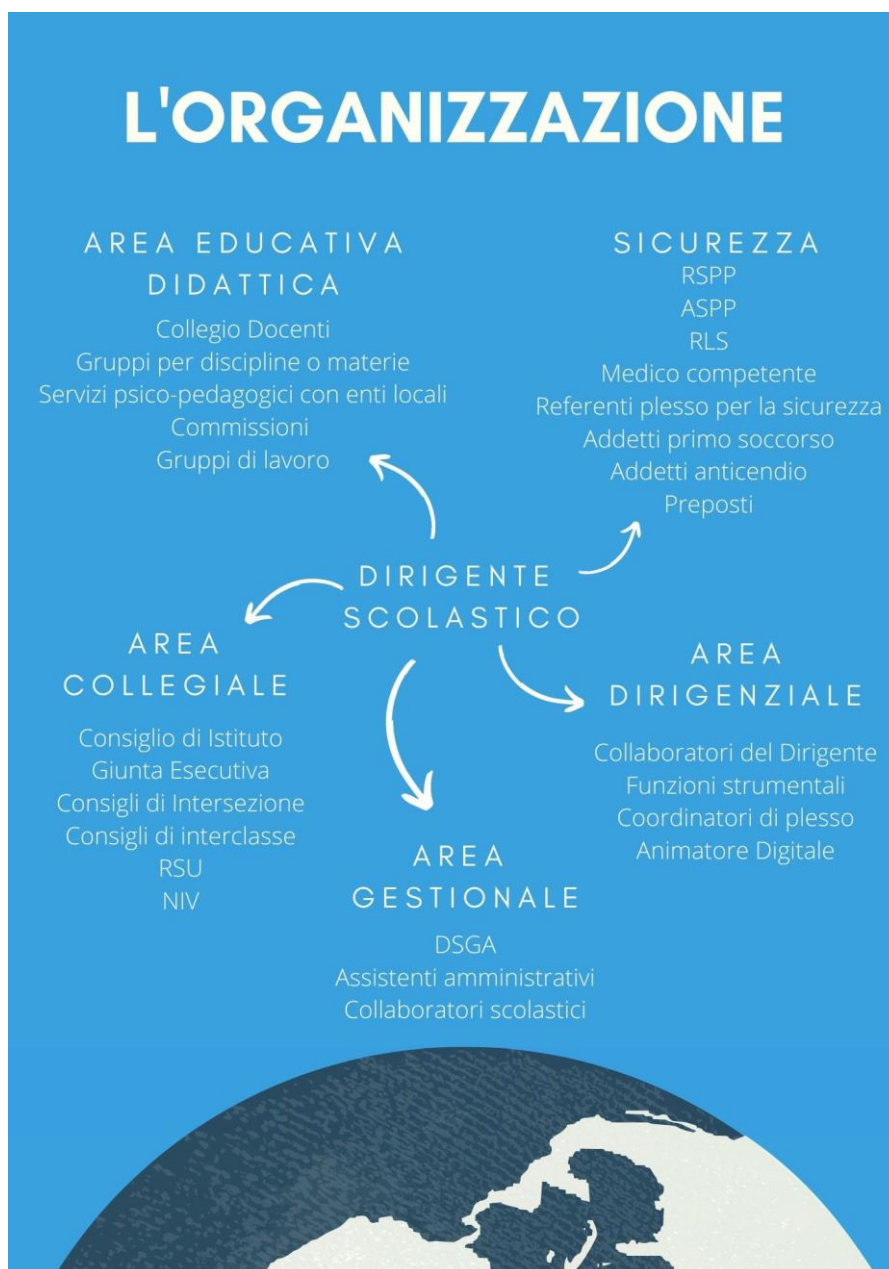 L'ORGANIZZAZIONE
AREA EDUCATIVA
DIDATTICA
Collegio Docenti
Gruppi per discipline o materie
Servizi psico-pedagogici con enti locali
Commissioni
Gruppi di lavoro
SICUREZZA
RSPP
ASPP
RLS
Medico competente
Referenti plesso per la sicurezza
Addetti primo soccorso
Addetti anticendio
Preposti
DIRIGENTE
SCOLASTICO
AREA
COLLEGIALE
Consiglio di Istituto
Giunta Esecutiva
Consigli di Intersezione
Consigli di interclasse
RSU
NIV
AREA
DIRIGENZIALE
Collaboratori del Dirigente
Funzioni strumentali
Coordinatori di plesso
Animatore Digitale
AREA
GESTIONALE
DSGA
Assistenti amministrativi
Collaboratori scolastici